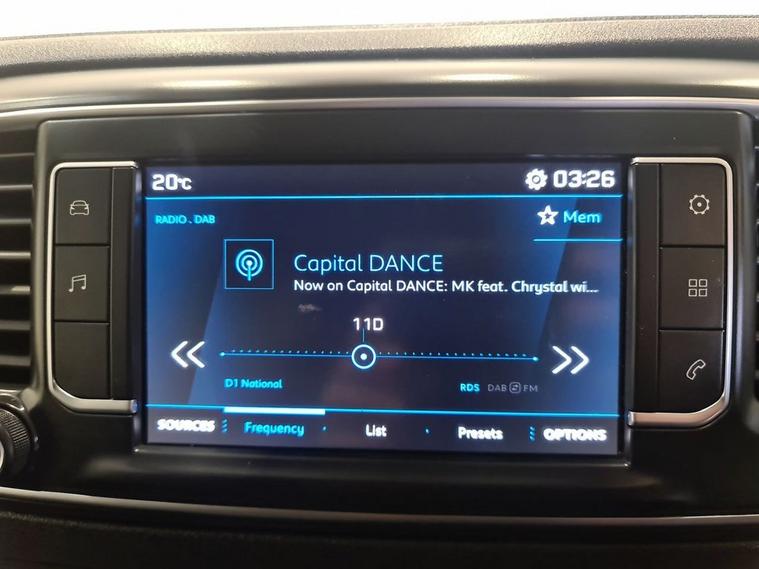 20°C
03:26
RADIO . DAB
Mem
Capital DANCE
Now on Capital DANCE: MK feat. Chrystal wi...
11D
D1 National
RDS DAB FM
SOURCES Frequency List Presets OPTIONS